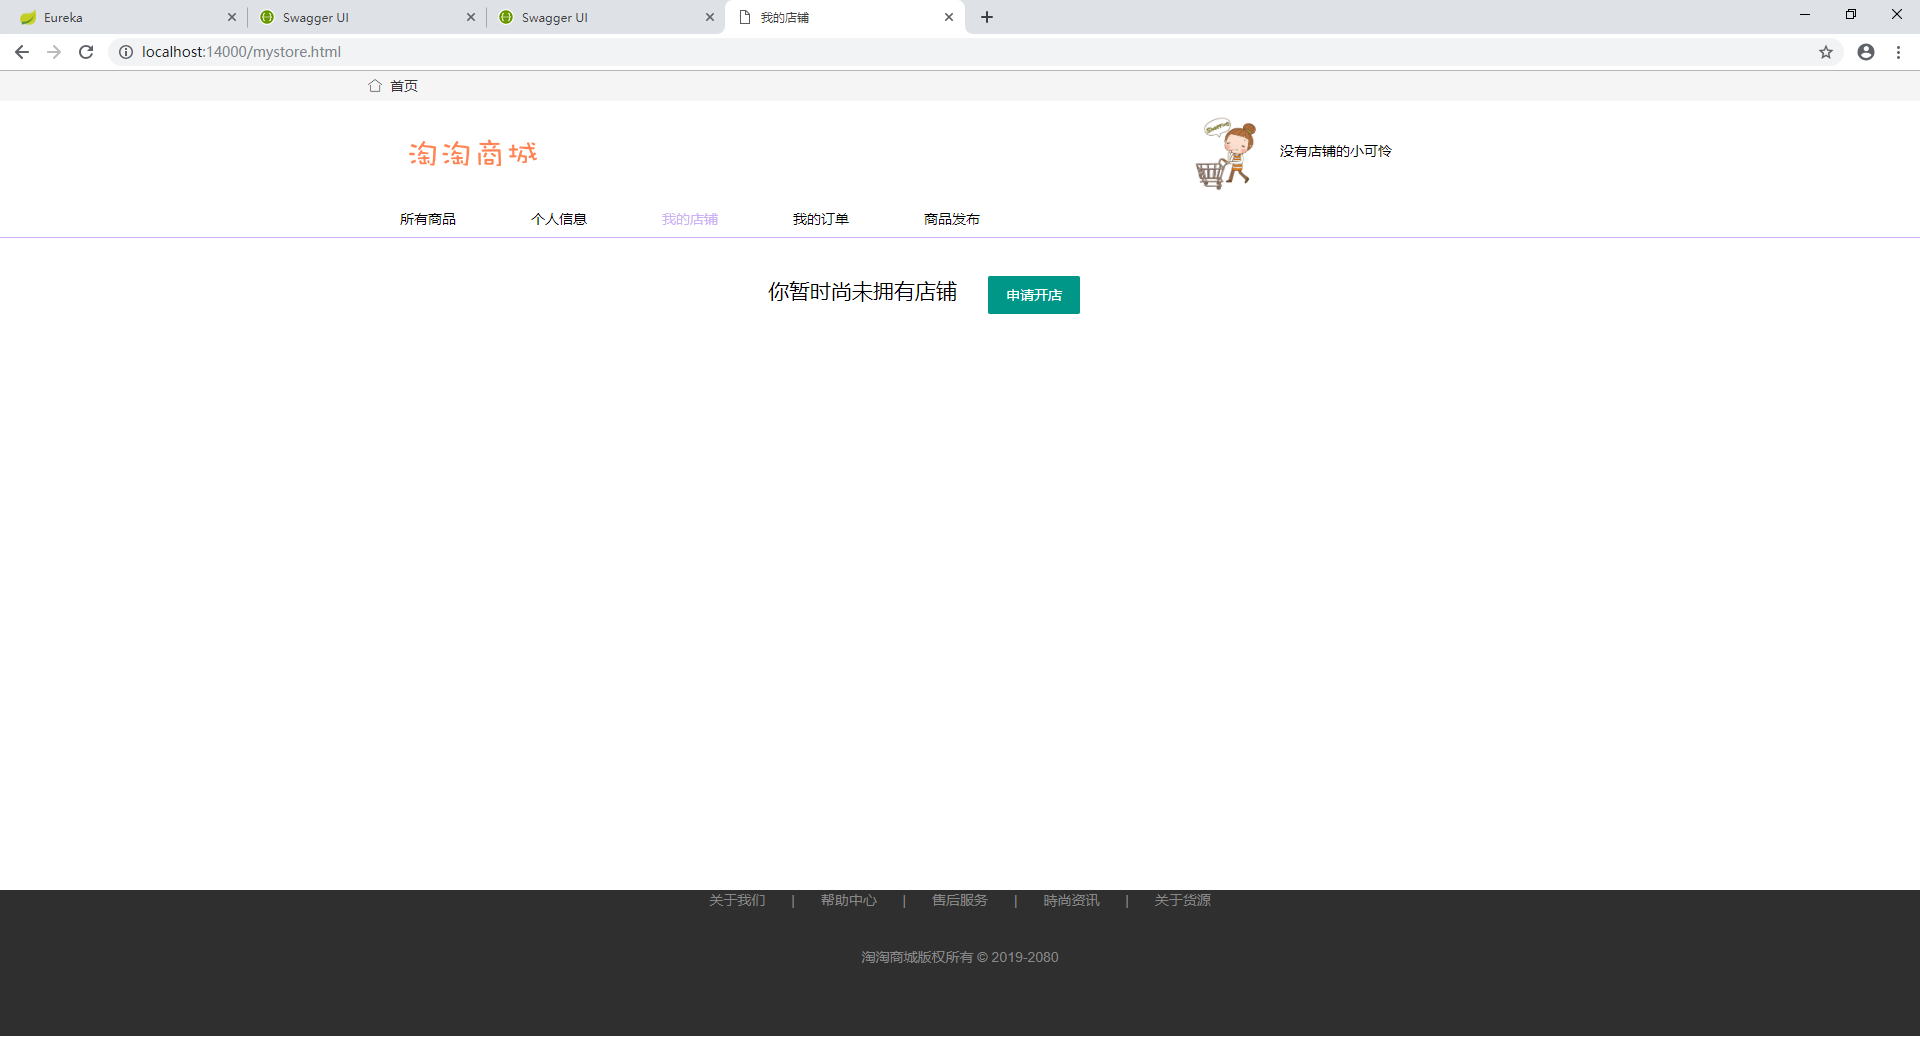 Eureka
Swagger UI
Swagger UI
我的店铺
localhost:14000/mystore.html
首页
淘淘商城
没有店铺的小可怜
所有商品 个人信息 我的店铺 我的订单 商品发布
你暂时尚未拥有店铺 申请开店
关于我们 | 帮助中心 | 售后服务 | 時尚资讯 | 关于货源
淘淘商城版权所有 © 2019-2080